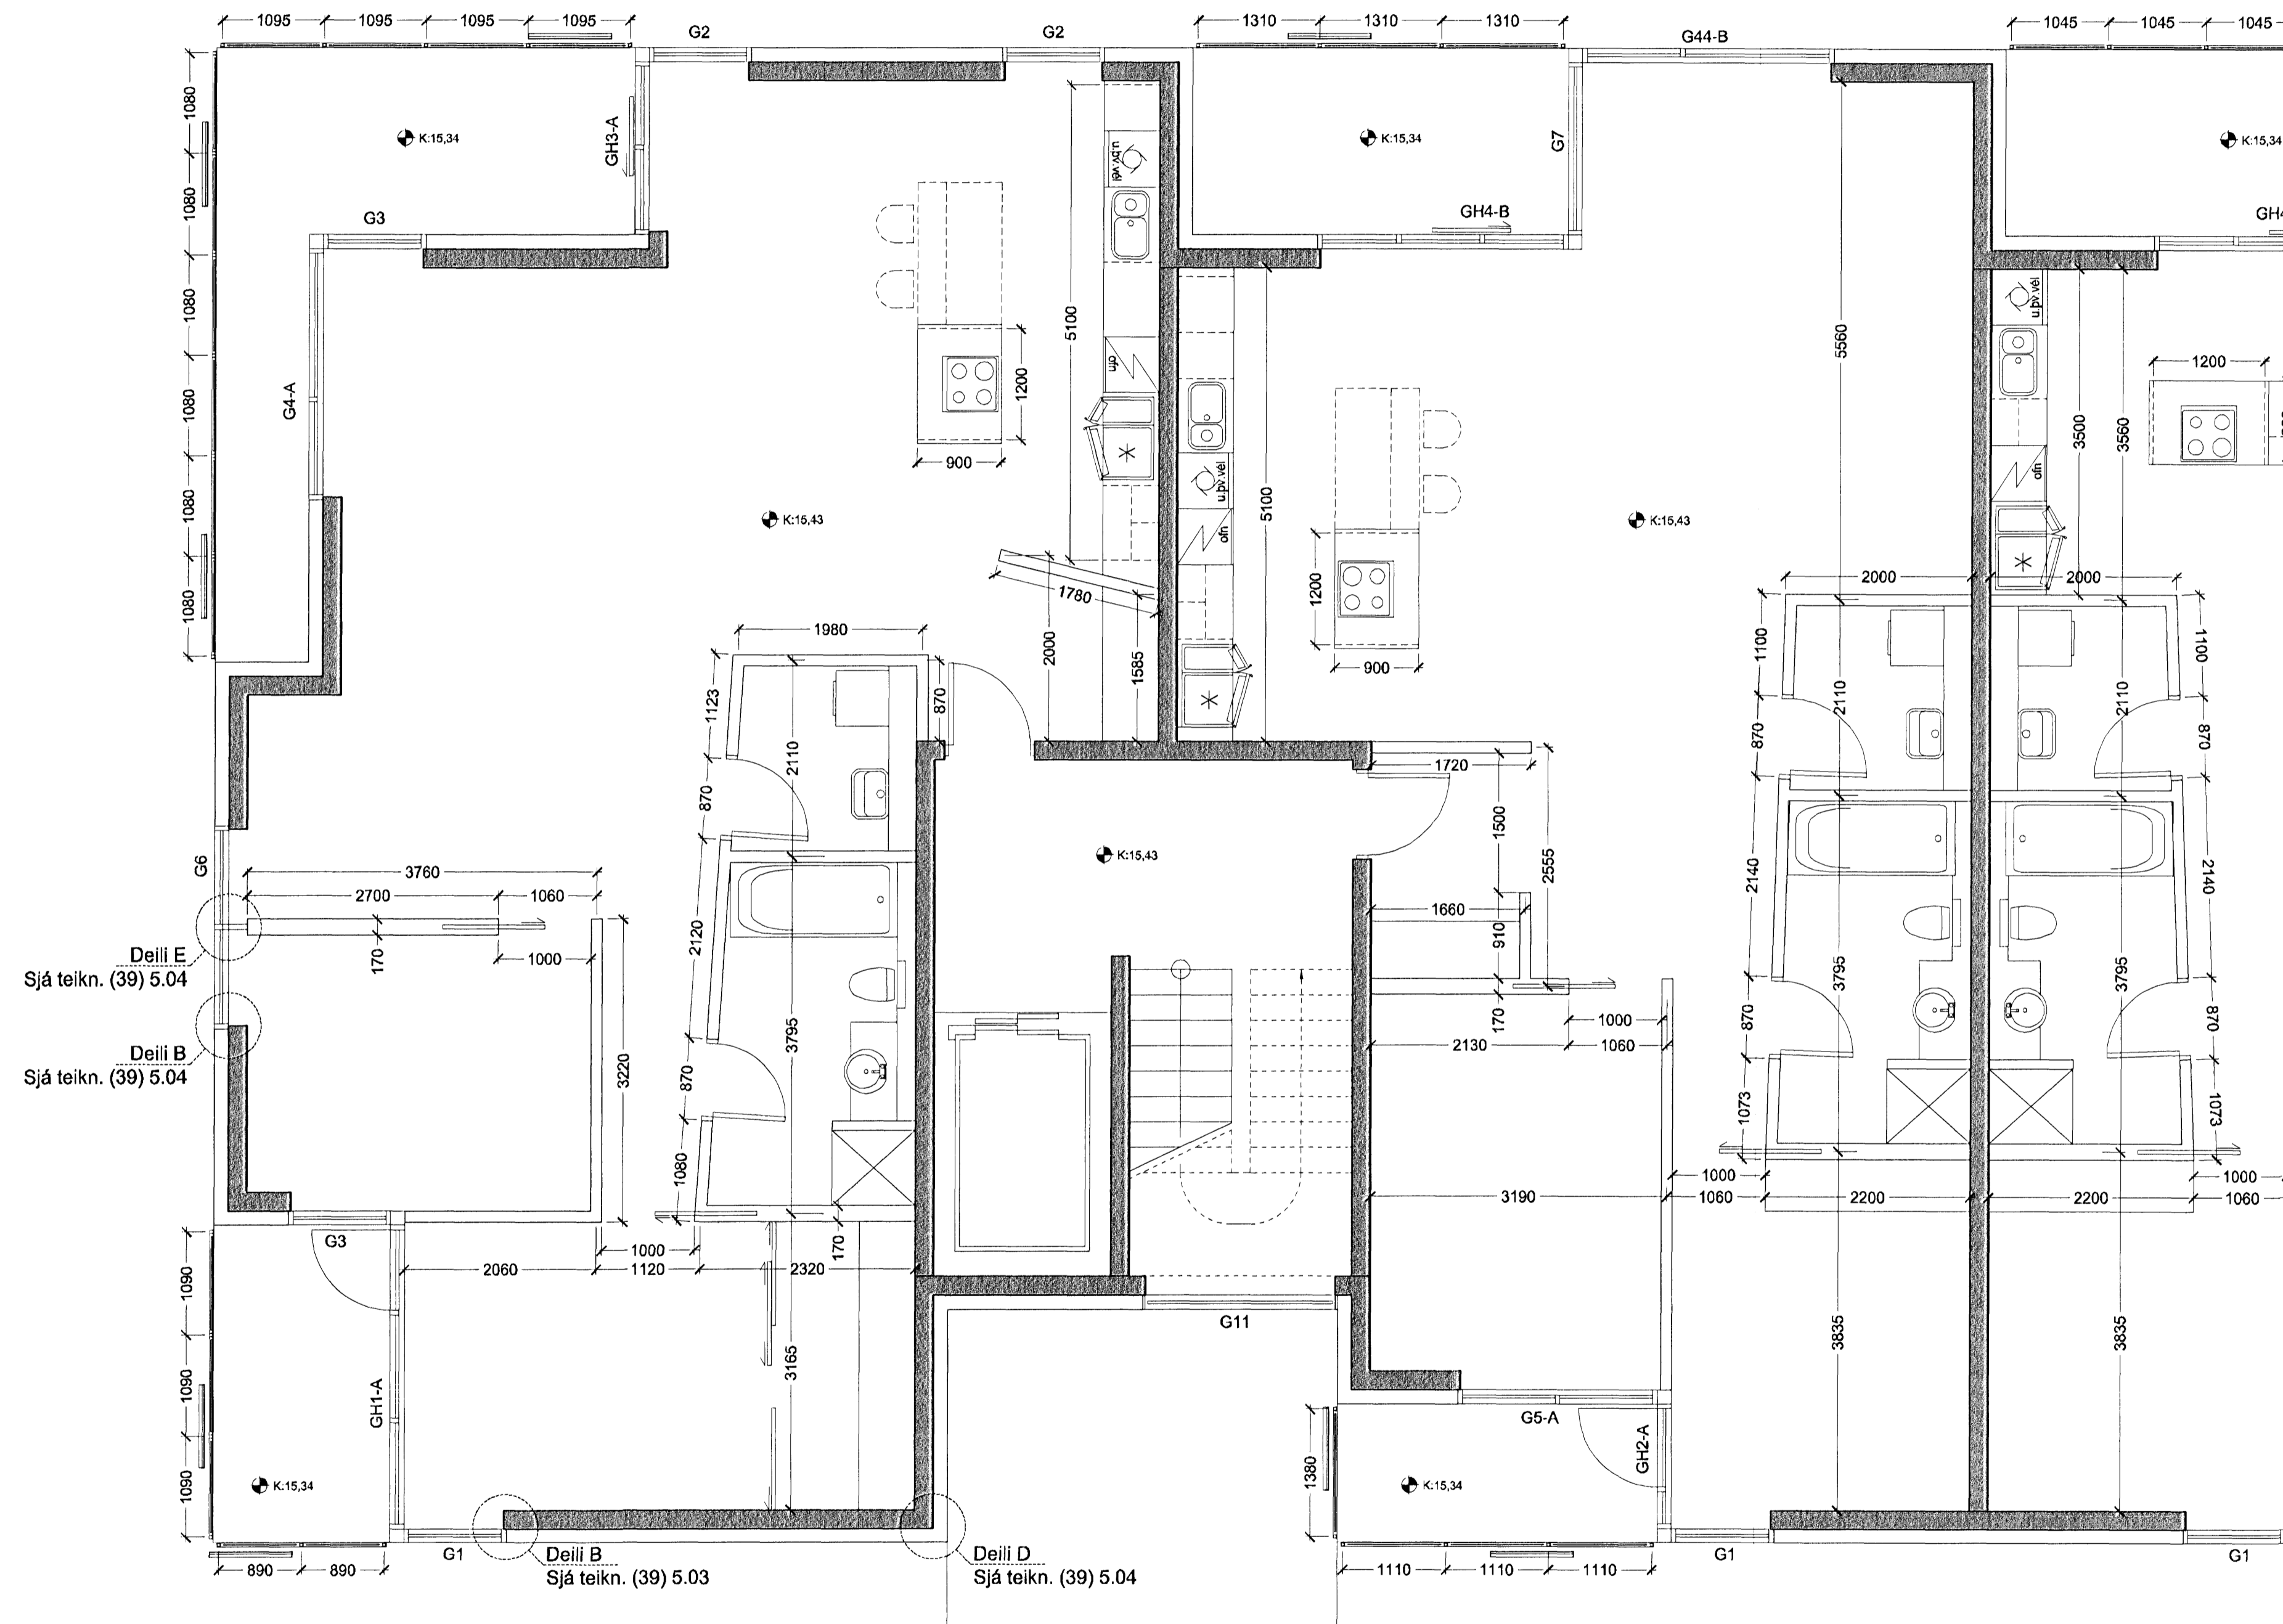 1095 1095 1095 1095 G2 G2 1310 1310 1310 G44-B 1045 1045 1045
1080 1080 1080 1080 1080 1080
K:15,34
GH3-A
G3
G4-A
u.þv.vél
ofn
5100
1200
900
K:15,43
1780
2000
1585
K:15,34
G7
GH4-B
5560
5100
u.þv.vél
ofn
1200
900
K:15,43
K:15,34
u.þv.vél
ofn
3500
3560
1200
2000 2000
1100
870
2110
2110
1100
870
1980
1123
870
2110
870
1720
1500
2555
K:15,43
G6
3760
2700 1060
170
1000
Deili E
Sjá teikn. (39) 5.04
Deili B
Sjá teikn. (39) 5.04
3220
2120
870
3795
1080
170
1660
910
170
1000
2130 1060
2140
870
3795
1073
3795
2140
870
1073
3190
1000
1060 2200 2200
1000
1060
G3
1000
2060 1120 2320
1090
1090
1090
GH1-A
3165
G11
3835
3835
G5-A
GH2-A
1380
K:15,34
K:15,34
G1
890 890
Deili B
Sjá teikn. (39) 5.03
Deili D
Sjá teikn. (39) 5.04
1110 1110 1110
G1
G1